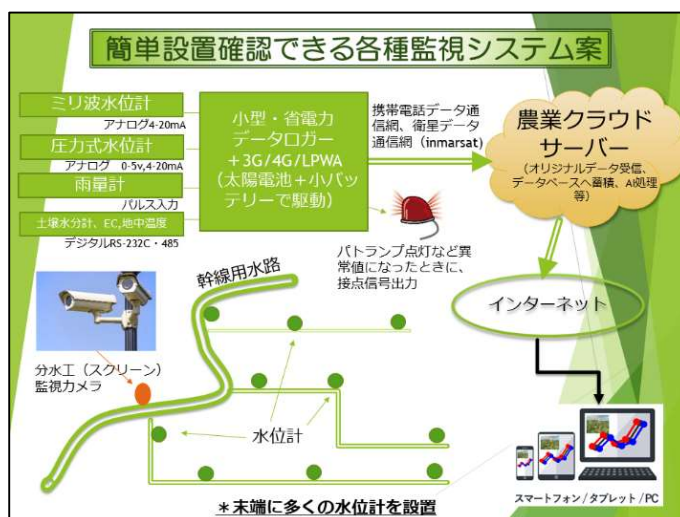 簡単設置確認できる各種監視システム案
ミリ波水位計
アナログ4-20mA
圧力式水位計
アナログ 0-5v,4-20mA
雨量計
パルス入力
土壌水分計、EC,地中温度
デジタルRS-232C・485
小型・省電力
データロガー
+3G/4G/LPWA
(太陽電池+小バッ
テリーで駆動)
携帯電話データ通
信網、衛星データ
通信網(inmarsat)
農業クラウド
サーバー
(オリジナルデータ受信、
データベースへ蓄積、AI処理
等)
パトランプ点灯など異
常値になったときに、
接点信号出力
幹線用水路
インターネット
分水工(スクリーン)
監視カメラ
水位計
スマートフォン/タブレット/PC
*末端に多くの水位計を設置